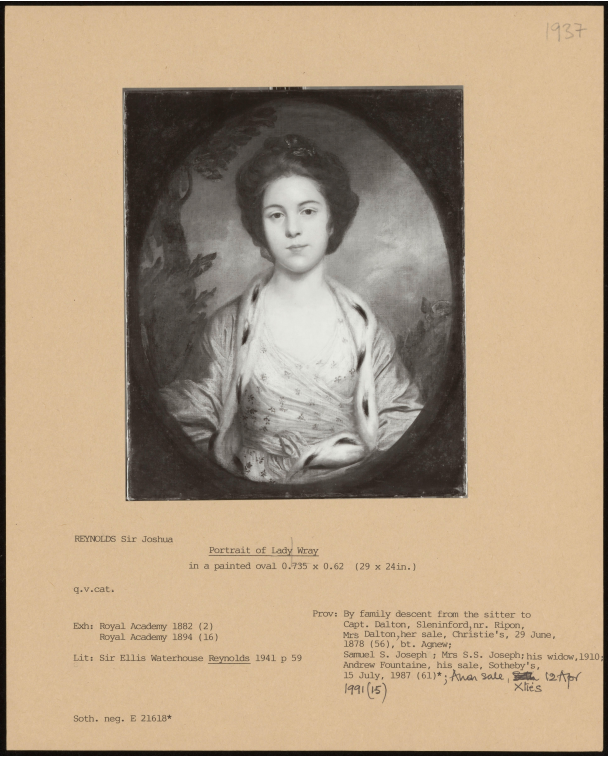 1937
REYNOLDS Sir Joshua
Portrait of Lady Wray
in a painted oval 0.735 x 0.62 (29 x 24in.)
q.v.cat.
Exh: Royal Academy 1882 (2)
Royal Academy 1894 (16)
Lit: Sir Ellis Waterhouse Reynolds 1941 p 59
Prov: By family descent from the sitter to
Capt. Dalton, Sleninford, nr. Ripon,
Mrs Dalton, her sale, Christie's, 29 June,
1878 (56), bt. Agnew;
Samuel S. Joseph ; Mrs S.S. Joseph; his widow, 1910;
Andrew Fountaine, his sale, Sotheby's,
15 July, 1987 (61)*; Anon sale, Xties 12 Apr
1991 (15)
Soth. neg. E 21618*